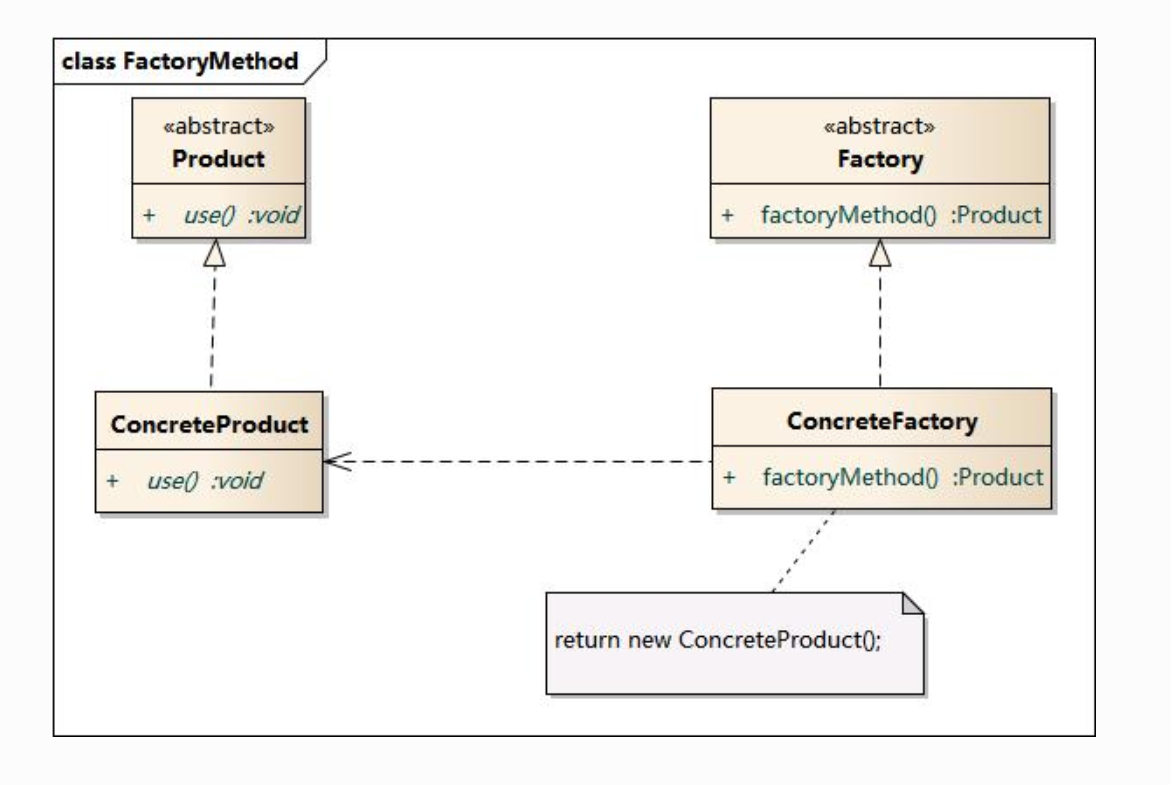 class FactoryMethod
«abstract»
Product
+ use() :void
«abstract»
Factory
+ factoryMethod() :Product
ConcreteProduct
+ use() :void
ConcreteFactory
+ factoryMethod() :Product
return new ConcreteProduct();